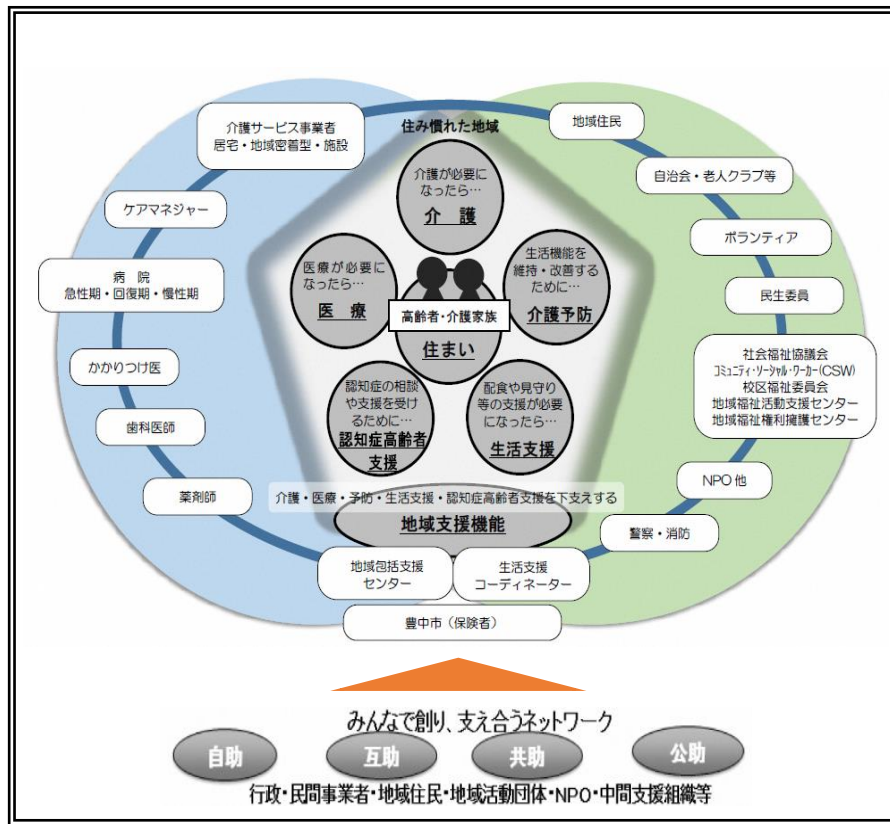 住み慣れた地域
介護サービス事業者
居宅・地域密着型・施設
ケアマネジャー
病　院
急性期・回復期・慢性期
かかりつけ医
歯科医師
薬剤師
地域住民
自治会・老人クラブ等
ボランティア
民生委員
社会福祉協議会
コミュニティ・ソーシャル・ワーカー(CSW)
校区福祉委員会
地域福祉活動支援センター
地域福祉権利擁護センター
NPO 他
警察・消防
介護が必要に
なったら…
介　護
医療が必要に
なったら…
医　療
生活機能を
維持・改善する
ために…
介護予防
高齢者・介護家族
住まい
認知症の相談
や支援を受け
るために…
認知症高齢者
支援
配食や見守り
等の支援が必要
になったら…
生活支援
介護・医療・予防・生活支援・認知症高齢者支援を下支えする
地域支援機能
地域包括支援
センター
生活支援
コーディネーター
豊中市（保険者）
みんなで創り、支え合うネットワーク
自助
互助
共助
公助
行政・民間事業者・地域住民・地域活動団体・NPO・中間支援組織等